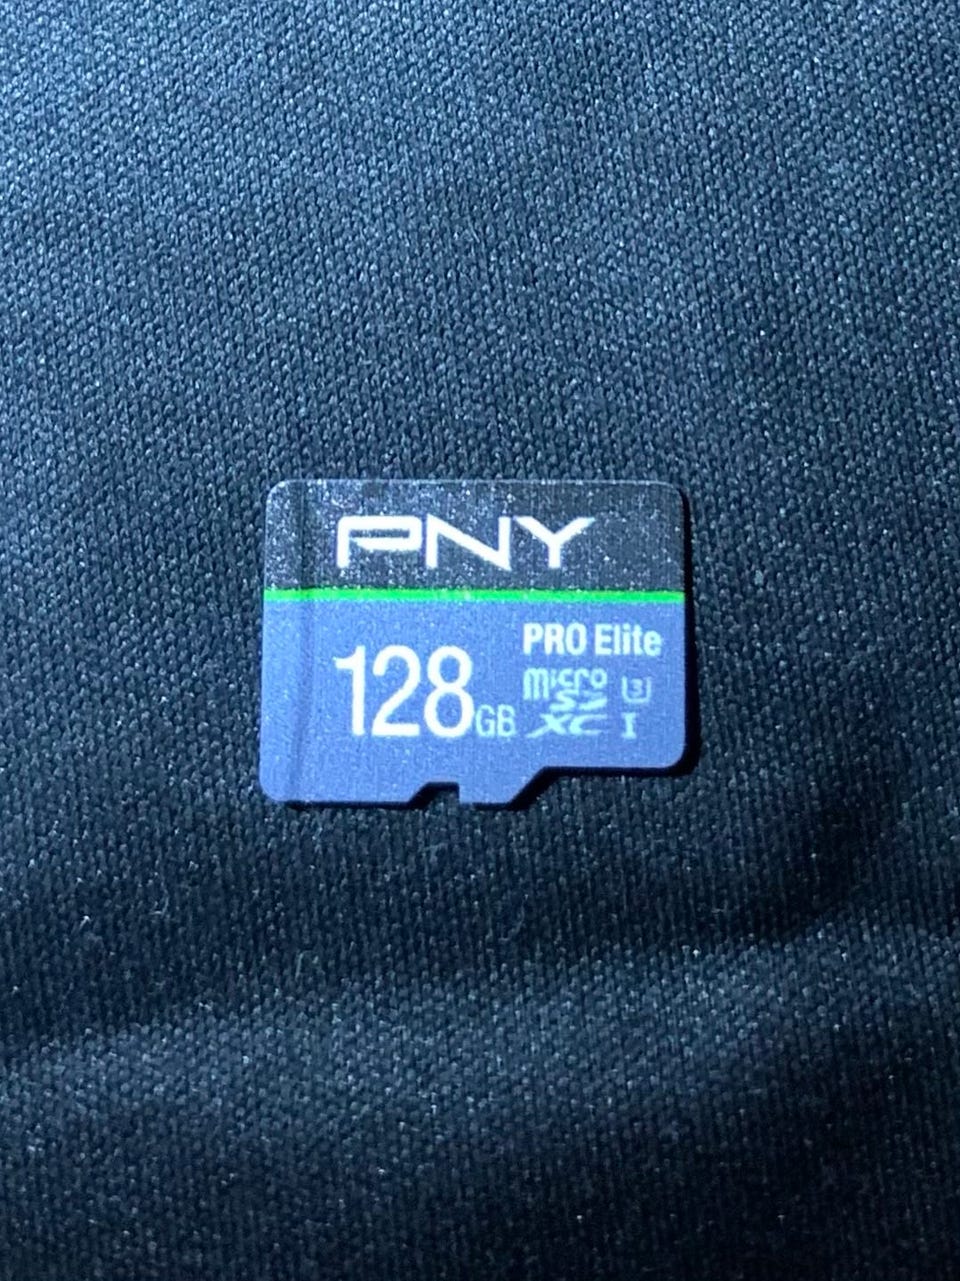 PNY
PRO Elite
128GB
micro
SD
XC I
3